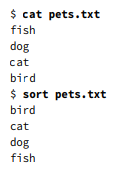 $ cat pets.txt
fish
dog
cat
bird
$ sort pets.txt
bird
cat
dog
fish